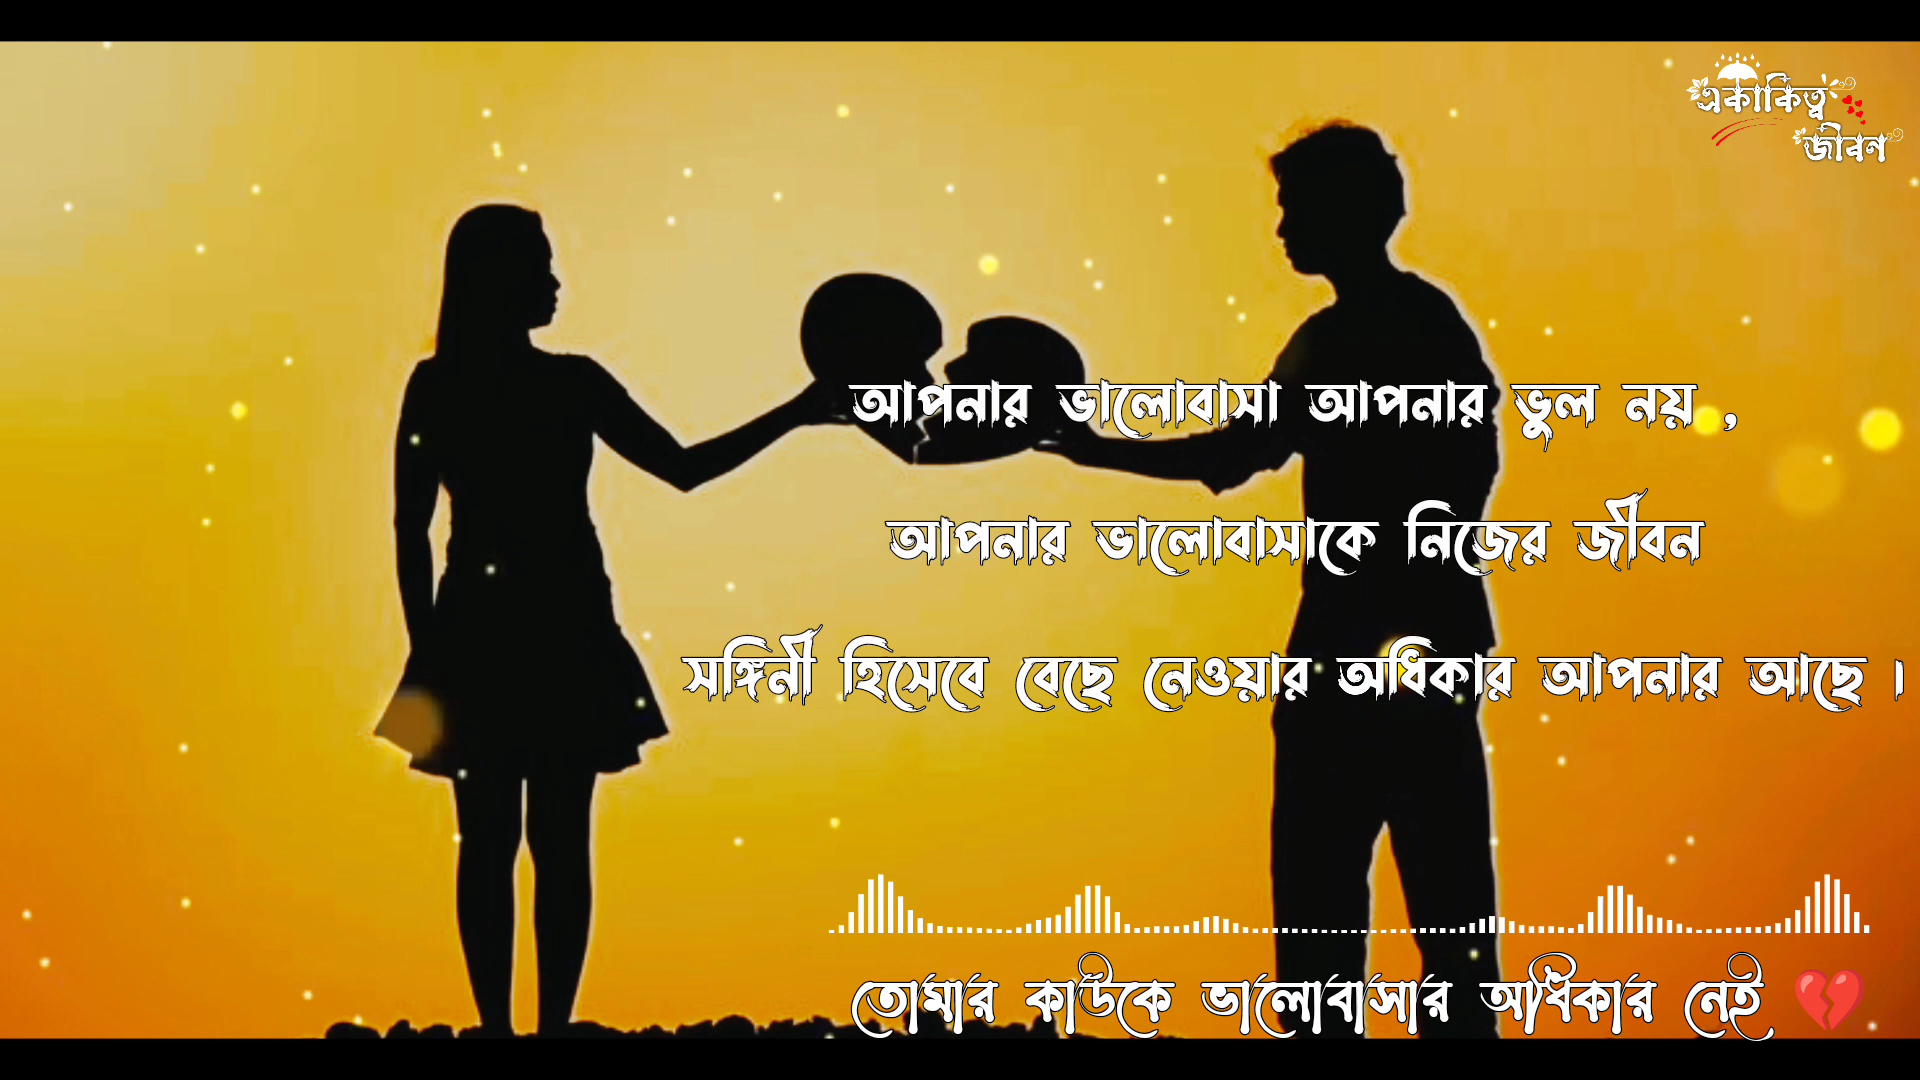 একাকিত্ব
জীবন
আপনার ভালোবাসা আপনার ভুল নয় ,
আপনার ভালোবাসাকে নিজের জীবন
সঙ্গিনী হিসেবে বেছে নেওয়ার অধিকার আপনার আছে ।
তোমার কাউকে ভালোবাসার অধিকার নেই 💔